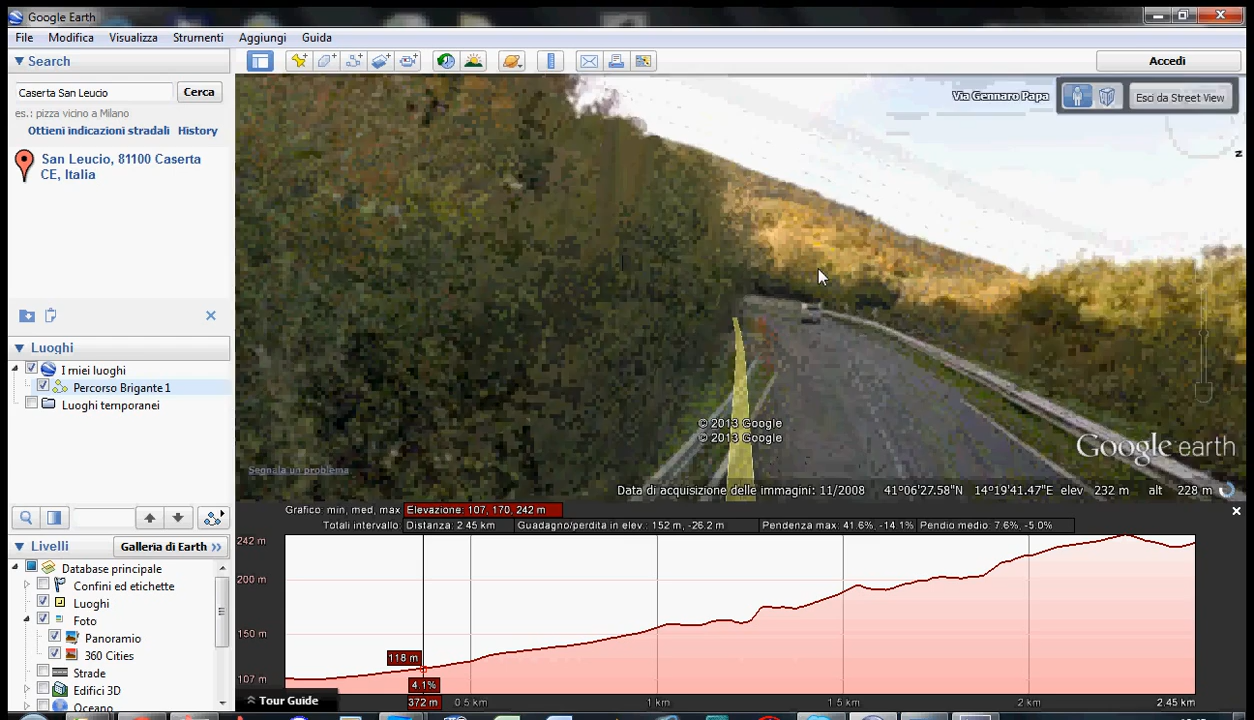 Google Earth
File Modifica Visualizza Strumenti Aggiungi Guida
Search
Caserta San Leucio
Cerca
es.: pizza vicino a Milano
Ottieni indicazioni stradali History
San Leucio, 81100 Caserta
CE, Italia
Luoghi
I miei luoghi
Percorso Brigante 1
Luoghi temporanei
Livelli
Galleria di Earth
Database principale
Confini ed etichette
Luoghi
Foto
Panoramio
360 Cities
Strade
Edifici 3D
Oceano
Accedi
Via Gennaro Papa
Esci da Street View
z
© 2013 Google
© 2013 Google
Google earth
Segnala un problema
Data di acquisizione delle immagini: 11/2008 41°06'27.58"N 14°19'41.47"E elev 232 m alt 228 m
Grafico min, med, max Elevazione: 107, 170, 242 m
Totali intervallo Distanza: 2.45 km Guadagno/perdita in elev.: 152 m, -26.2 m Pendenza max: 41.6%, -14.1% Pendio medio: 7.6%, -5.0%
242 m
200 m
150 m
107 m
118 m
4.1%
372 m
0.5 km
1 km
1.5 km
2 km
2.45 km
Tour Guide